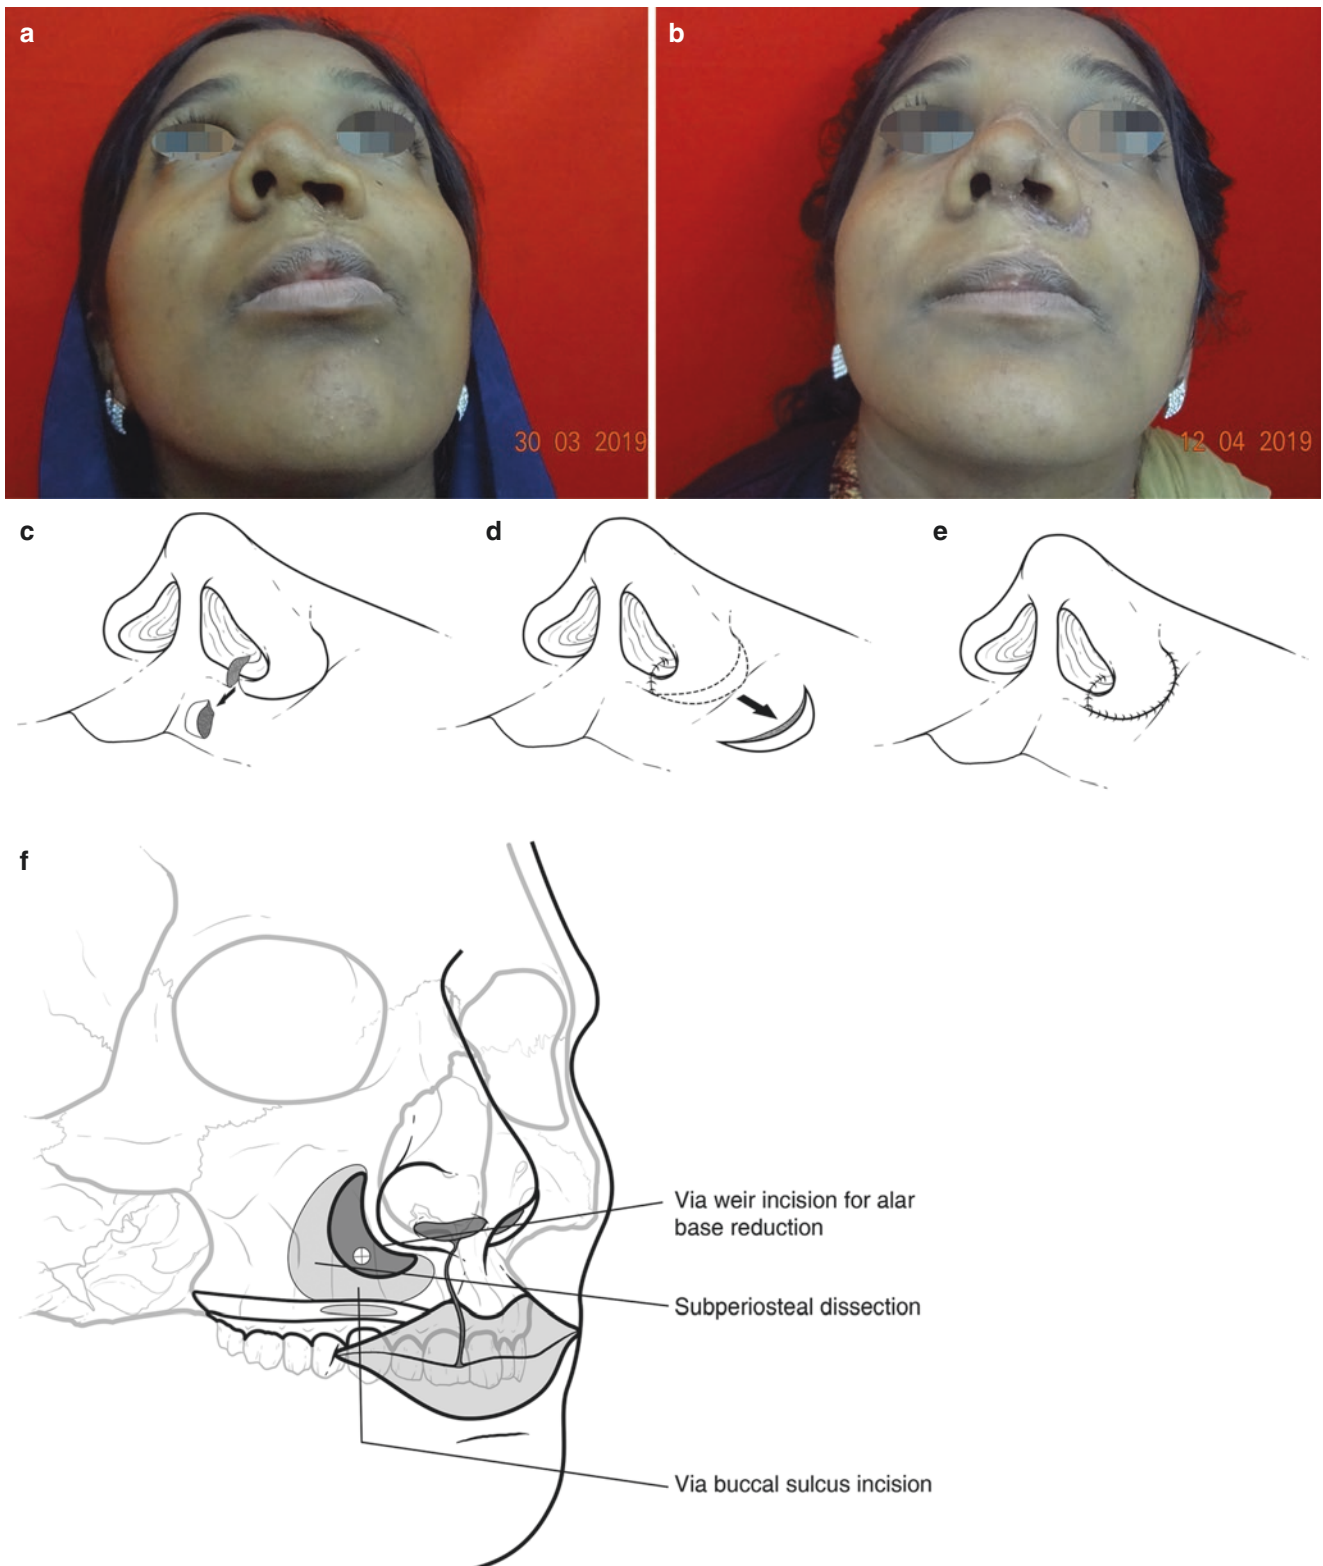 a
b
30 03 2019
12 04 2019
c
d
e
f
Via weir incision for alar
base reduction
Subperiosteal dissection
Via buccal sulcus incision